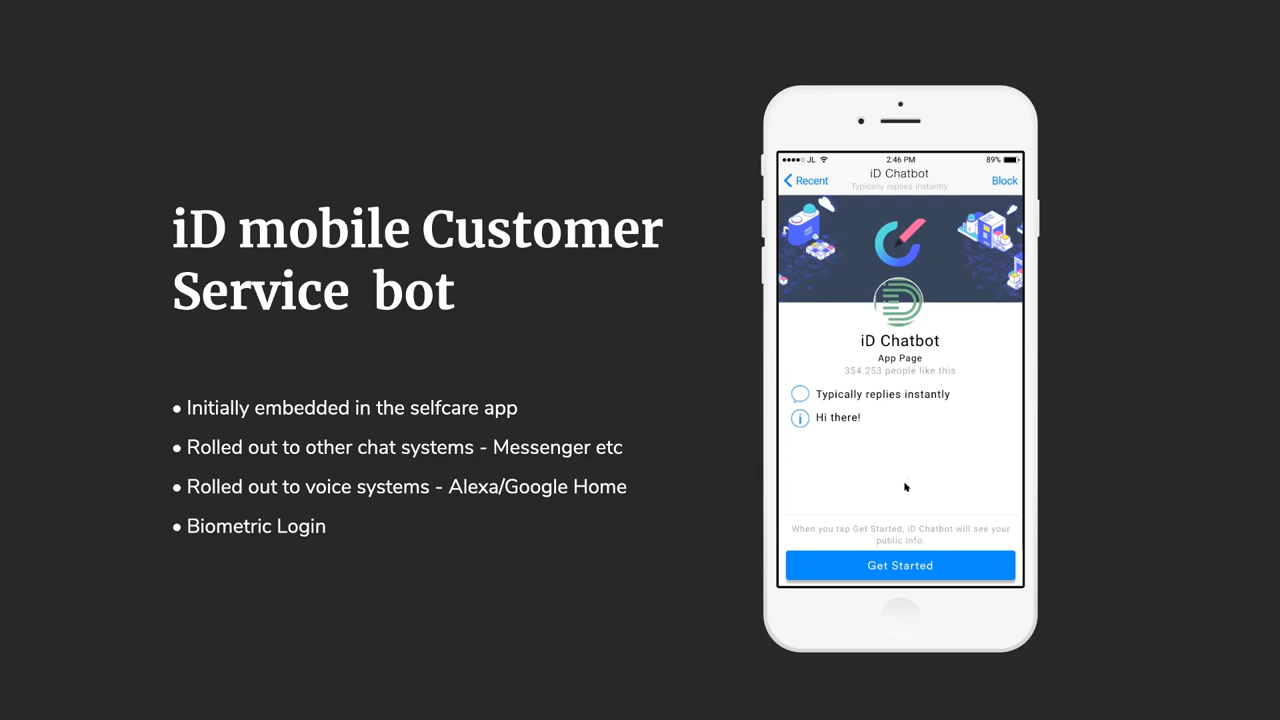 iD mobile Customer
Service bot
• Initially embedded in the selfcare app
• Rolled out to other chat systems - Messenger etc
• Rolled out to voice systems - Alexa/Google Home
• Biometric Login
JL 2:46 PM 89%
Recent iD Chatbot Block
Typically replies instantly
iD Chatbot
App Page
354.253 people like this
Typically replies instantly
Hi there!
When you tap Get Started, iD Chatbot will see your
public info.
Get Started